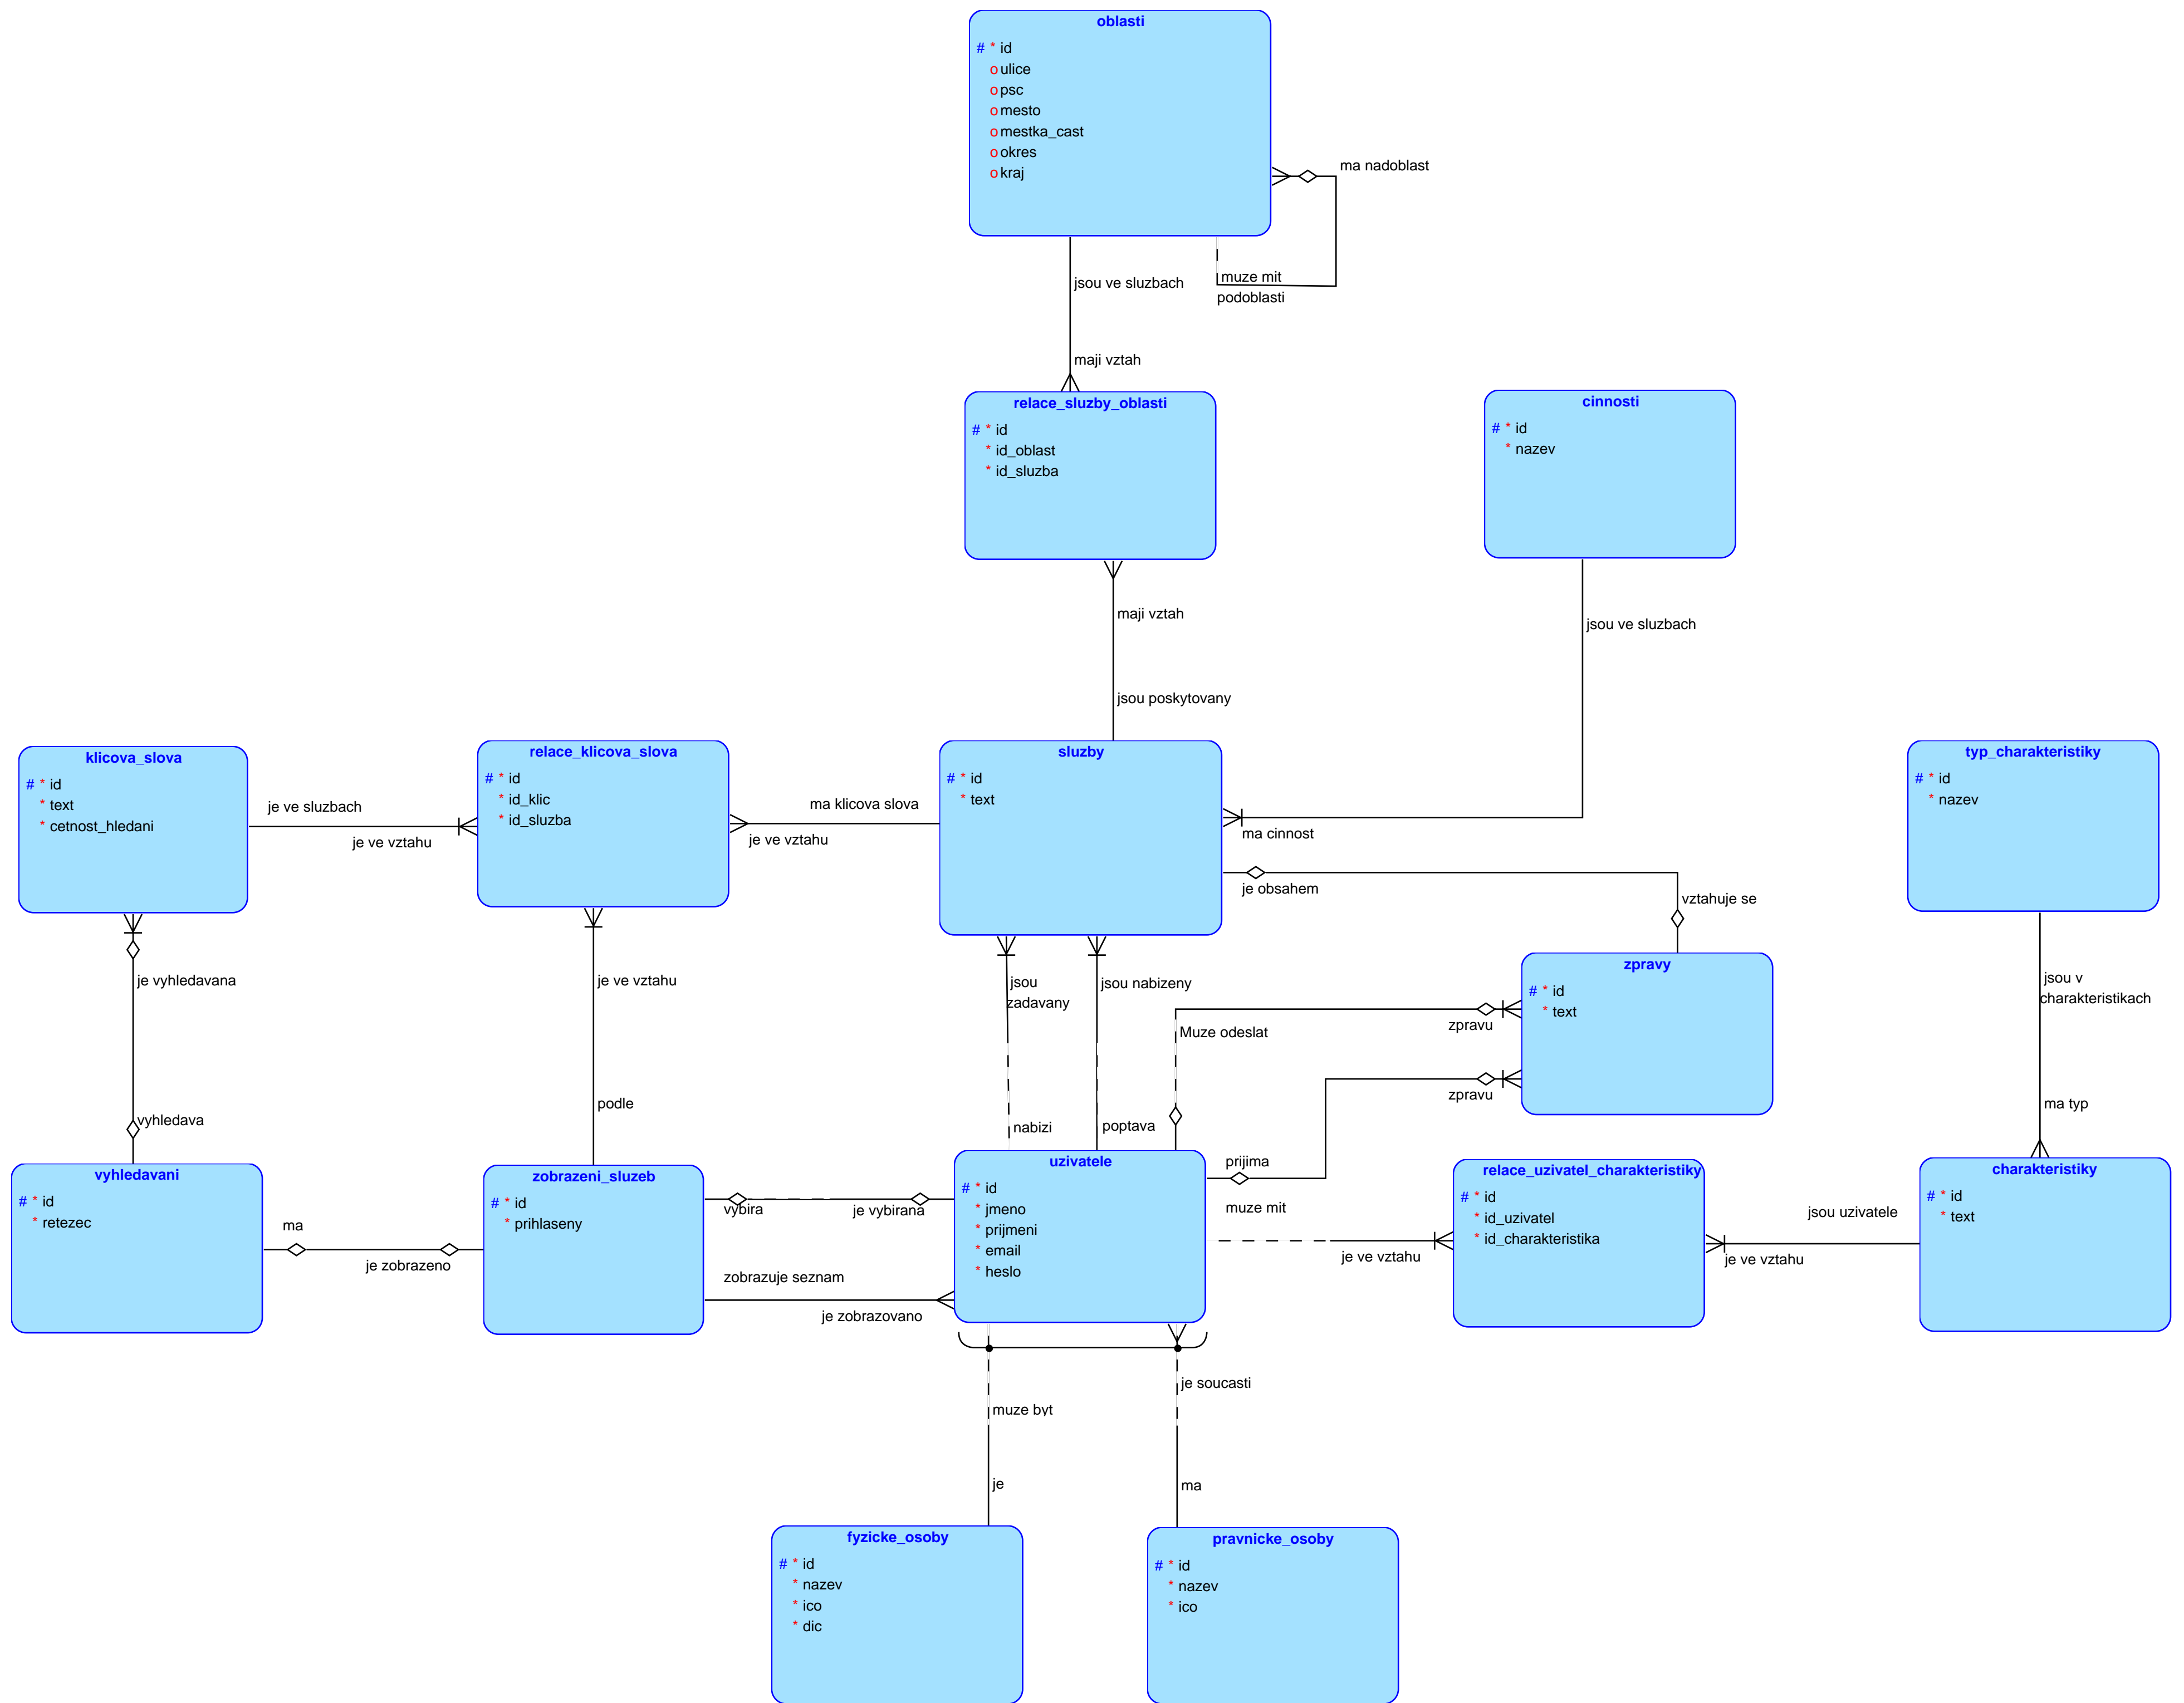 oblasti
# * id
o ulice
o psc
o mesto
o mestka_cast
o okres
o kraj
ma nadoblast
muze mit
podoblasti
jsou ve sluzbach
maji vztah
relace_sluzby_oblasti
# * id
* id_oblast
* id_sluzba
cinnosti
# * id
* nazev
maji vztah
jsou ve sluzbach
jsou poskytovany
klicova_slova
# * id
* text
* cetnost_hledani
je ve sluzbach
je ve vztahu
relace_klicova_slova
# * id
* id_klic
* id_sluzba
ma klicova slova
je ve vztahu
sluzby
# * id
* text
ma cinnost
je obsahem
vztahuje se
typ_charakteristiky
# * id
* nazev
je vyhledavana
vyhledava
je ve vztahu
podle
jsou
zadavany
nabizi
jsou nabizeny
poptava
Muze odeslat
zpravu
zpravu
prijima
zpravy
# * id
* text
jsou v
charakteristikach
ma typ
vyhledavani
# * id
* retezec
ma
je zobrazeno
zobrazeni_sluzeb
# * id
* prihlaseny
vybira
je vybirana
zobrazuje seznam
je zobrazovano
uzivatele
# * id
* jmeno
* prijmeni
* email
* heslo
muze mit
je ve vztahu
relace_uzivatel_charakteristiky
# * id
* id_uzivatel
* id_charakteristika
jsou uzivatele
je ve vztahu
charakteristiky
# * id
* text
muze byt
je
je soucasti
ma
fyzicke_osoby
# * id
* nazev
* ico
* dic
pravnicke_osoby
# * id
* nazev
* ico